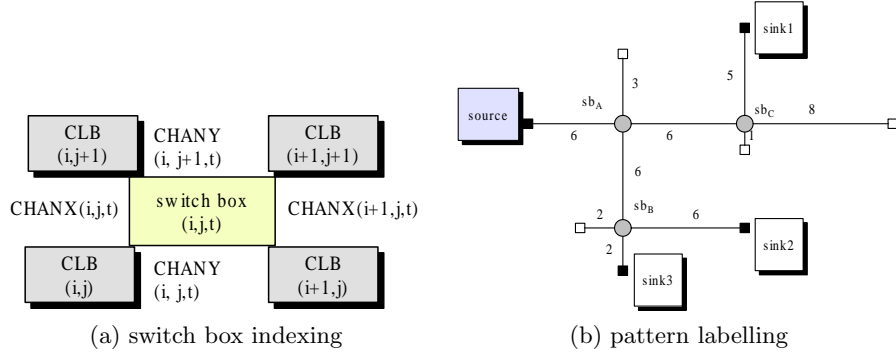 CLB
(i,j+1)
CHANY
(i, j+1,t)
CLB
(i+1,j+1)
CHANX(i,j,t)
switch box
(i,j,t)
CHANX(i+1,j,t)
CLB
(i,j)
CHANY
(i, j,t)
CLB
(i+1,j)
(a) switch box indexing
sink1
3
5
source
sbA
sbC
8
6
6
1
6
sbB
2
6
2
sink2
sink3
(b) pattern labelling